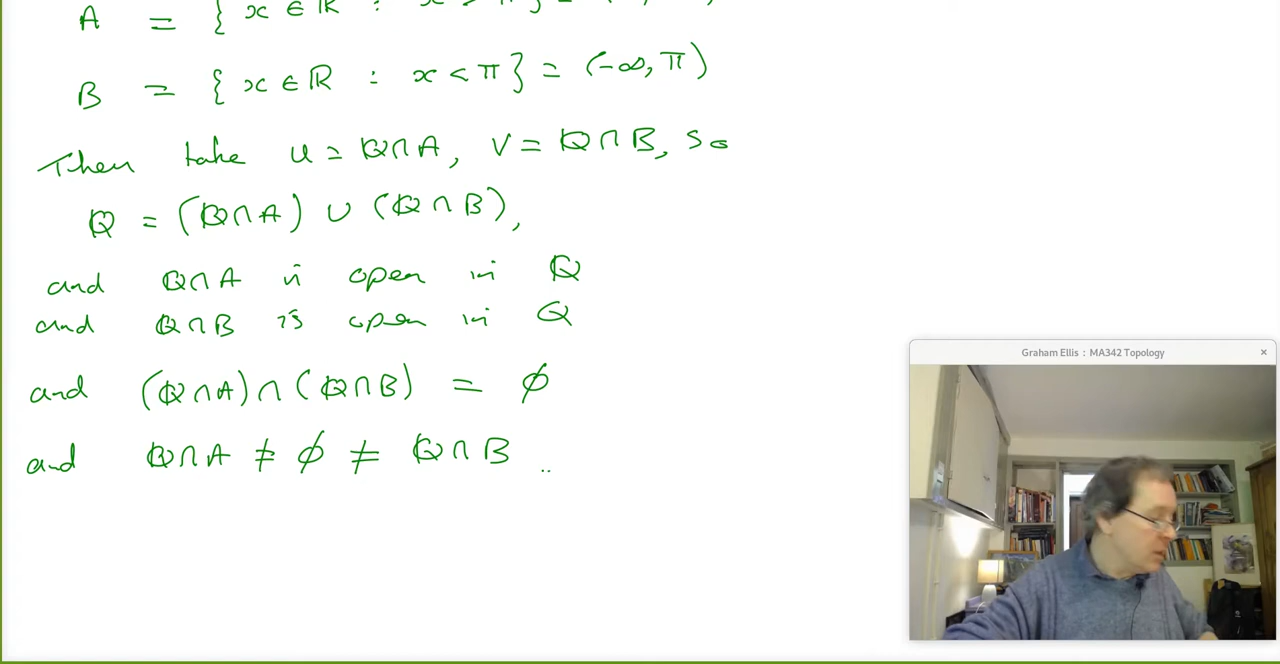 A = { x ∈ ℝ :
B = { x ∈ ℝ : x < π } = (-∞, π)
Then take U = ℚ∩A, V = ℚ∩B, so
ℚ = (ℚ∩A) ∪ (ℚ∩B),
and ℚ∩A is open in ℚ
and ℚ∩B is open in ℚ
and (ℚ∩A)∩(ℚ∩B) = ∅
and ℚ∩A ≠ ∅ ≠ ℚ∩B ..
Graham Ellis : MA342 Topology